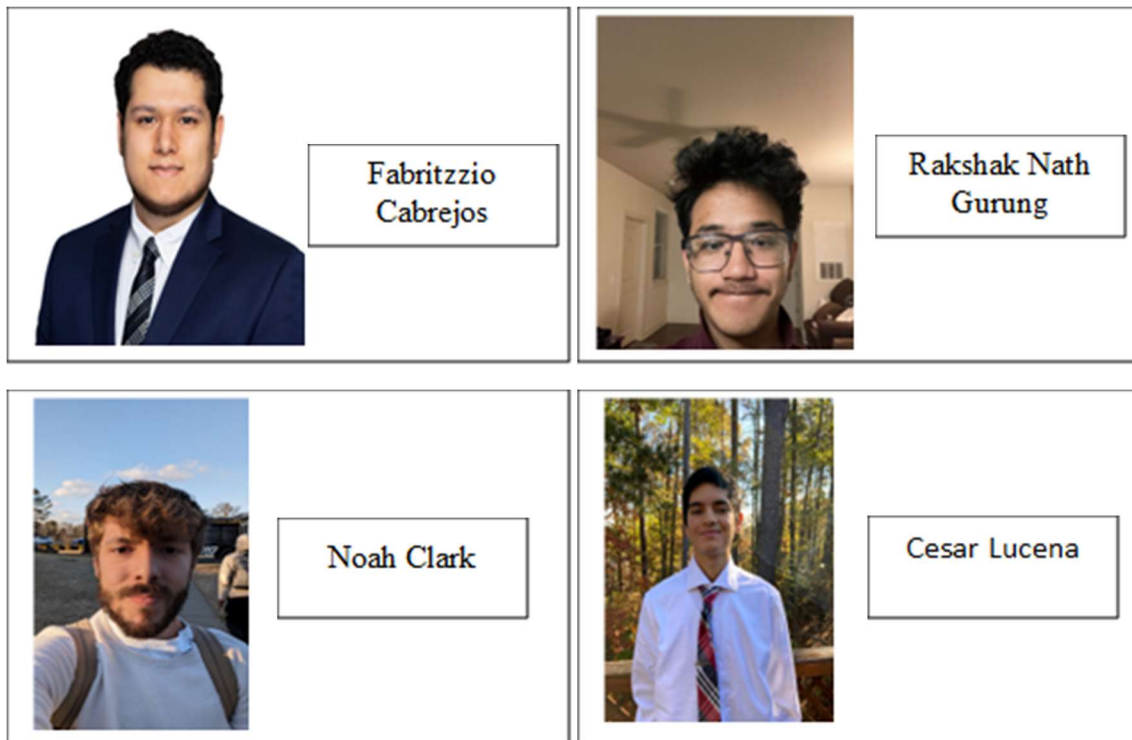 Fabritzzio
Cabrejos
Rakshak Nath
Gurung
Noah Clark
Cesar Lucena